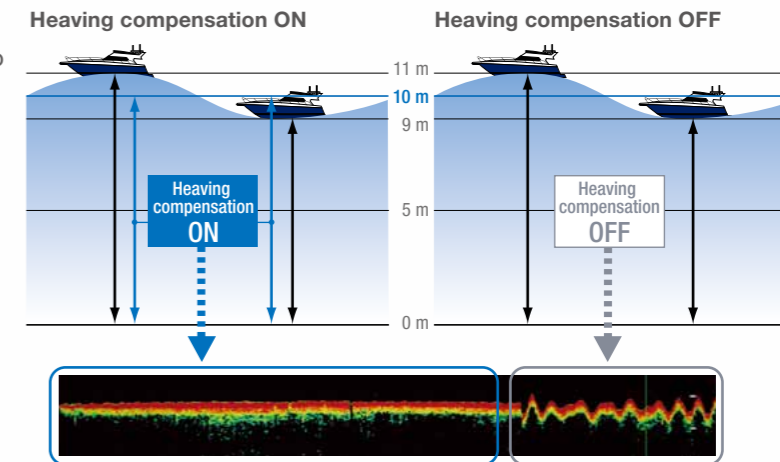 Heaving compensation ON
Heaving compensation OFF
11 m
10 m
9 m
5 m
0 m
Heaving
compensation
ON
Heaving
compensation
OFF